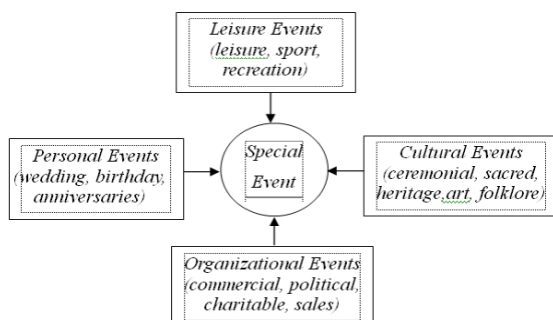 Leisure Events
(leisure, sport,
recreation)
Personal Events
(wedding, birthday,
anniversaries)
Special
Event
Cultural Events
(ceremonial, sacred,
heritage,art, folklore)
Organizational Events
(commercial, political,
charitable, sales)